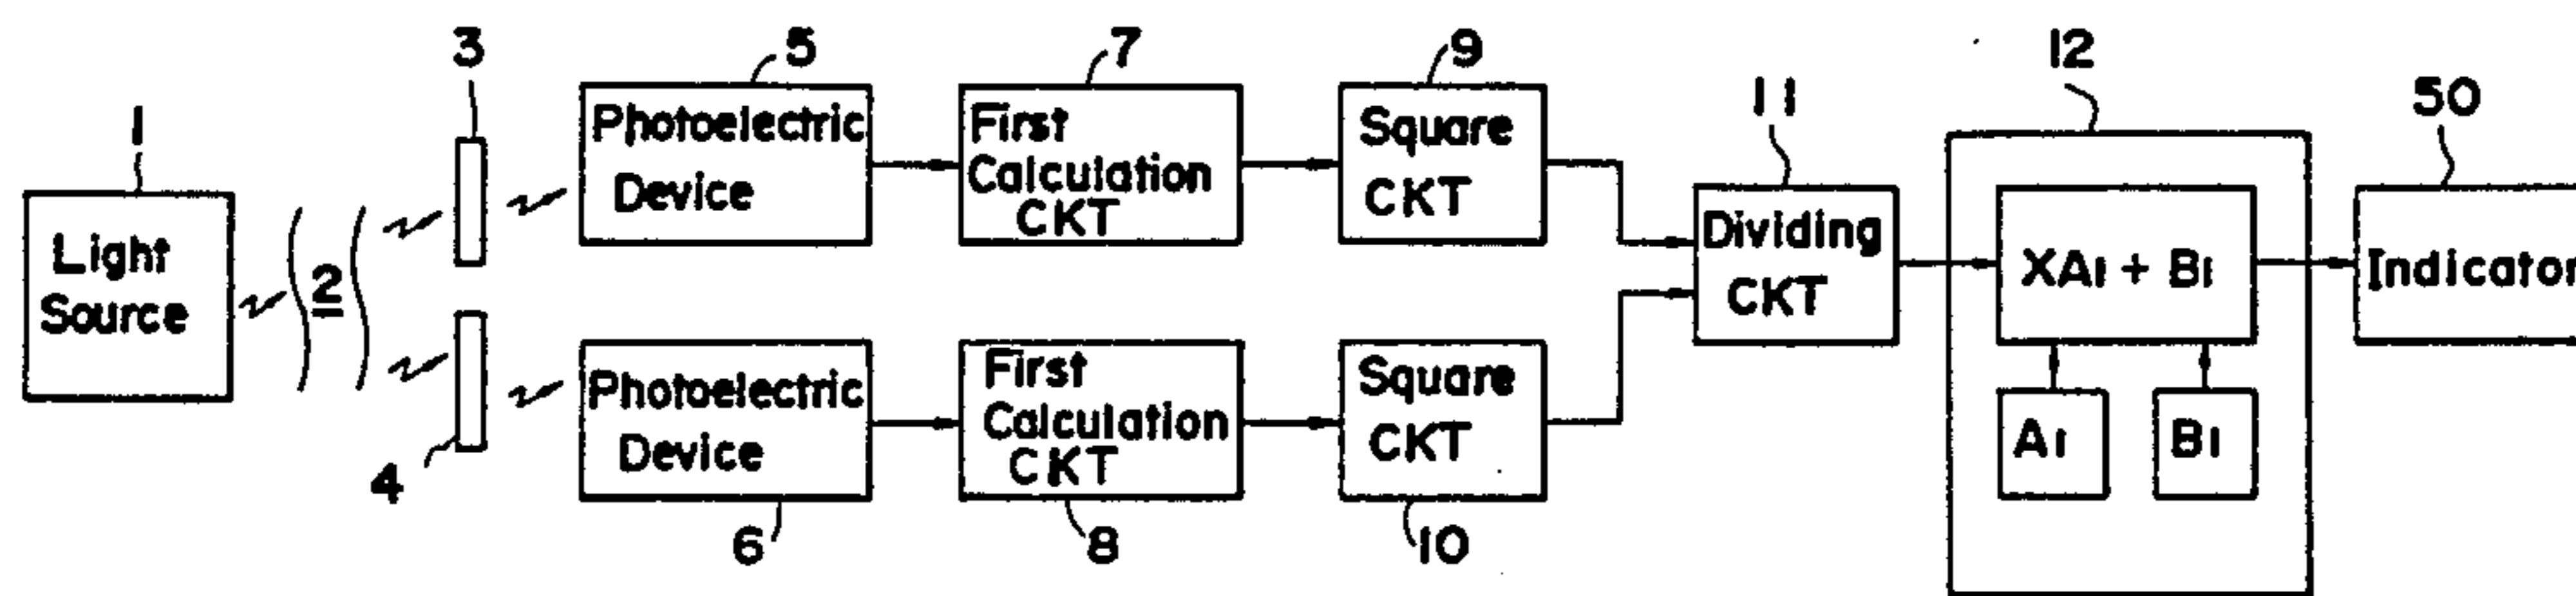 1
Light
Source
2
3
4
5
Photoelectric
Device
Photoelectric
Device
6
7
First
Calculation
CKT
First
Calculation
CKT
8
9
Square
CKT
Square
CKT
10
11
Dividing
CKT
12
XA1 + B1
A1
B1
50
Indicator